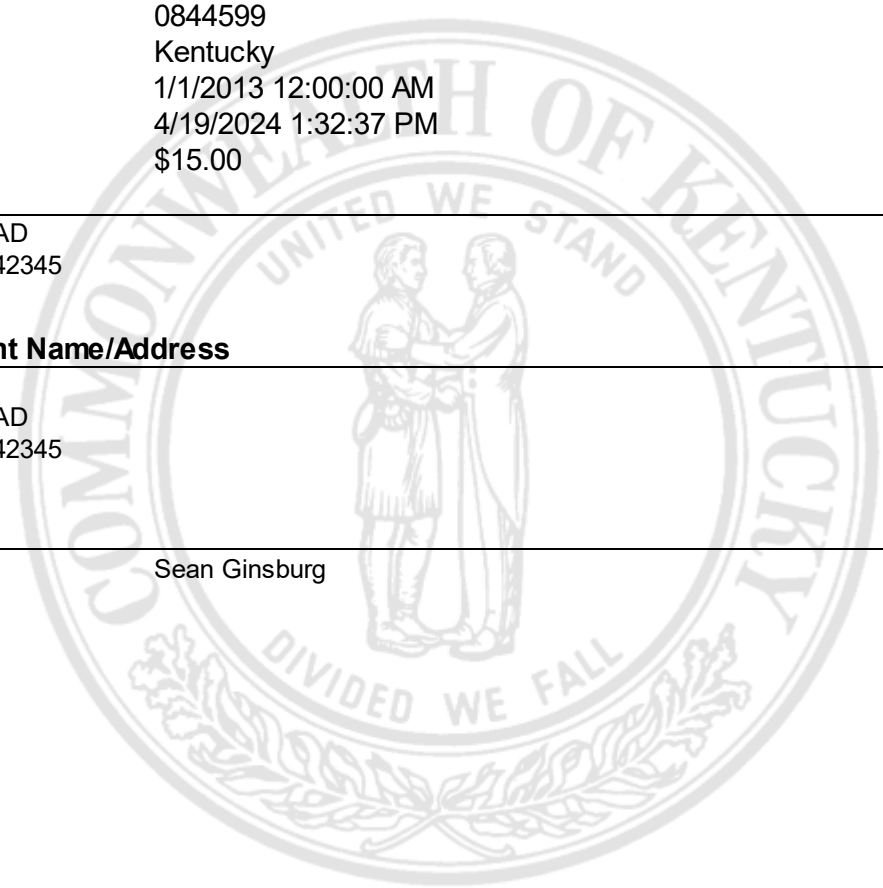 0844599
Kentucky
1/1/2013 12:00:00 AM
4/19/2024 1:32:37 PM
$15.00
AD
42345
nt Name/Address
AD
42345
Sean Ginsburg
COMMONWEALTH OF KENTUCKY
UNITED WE STAND
DIVIDED WE FALL